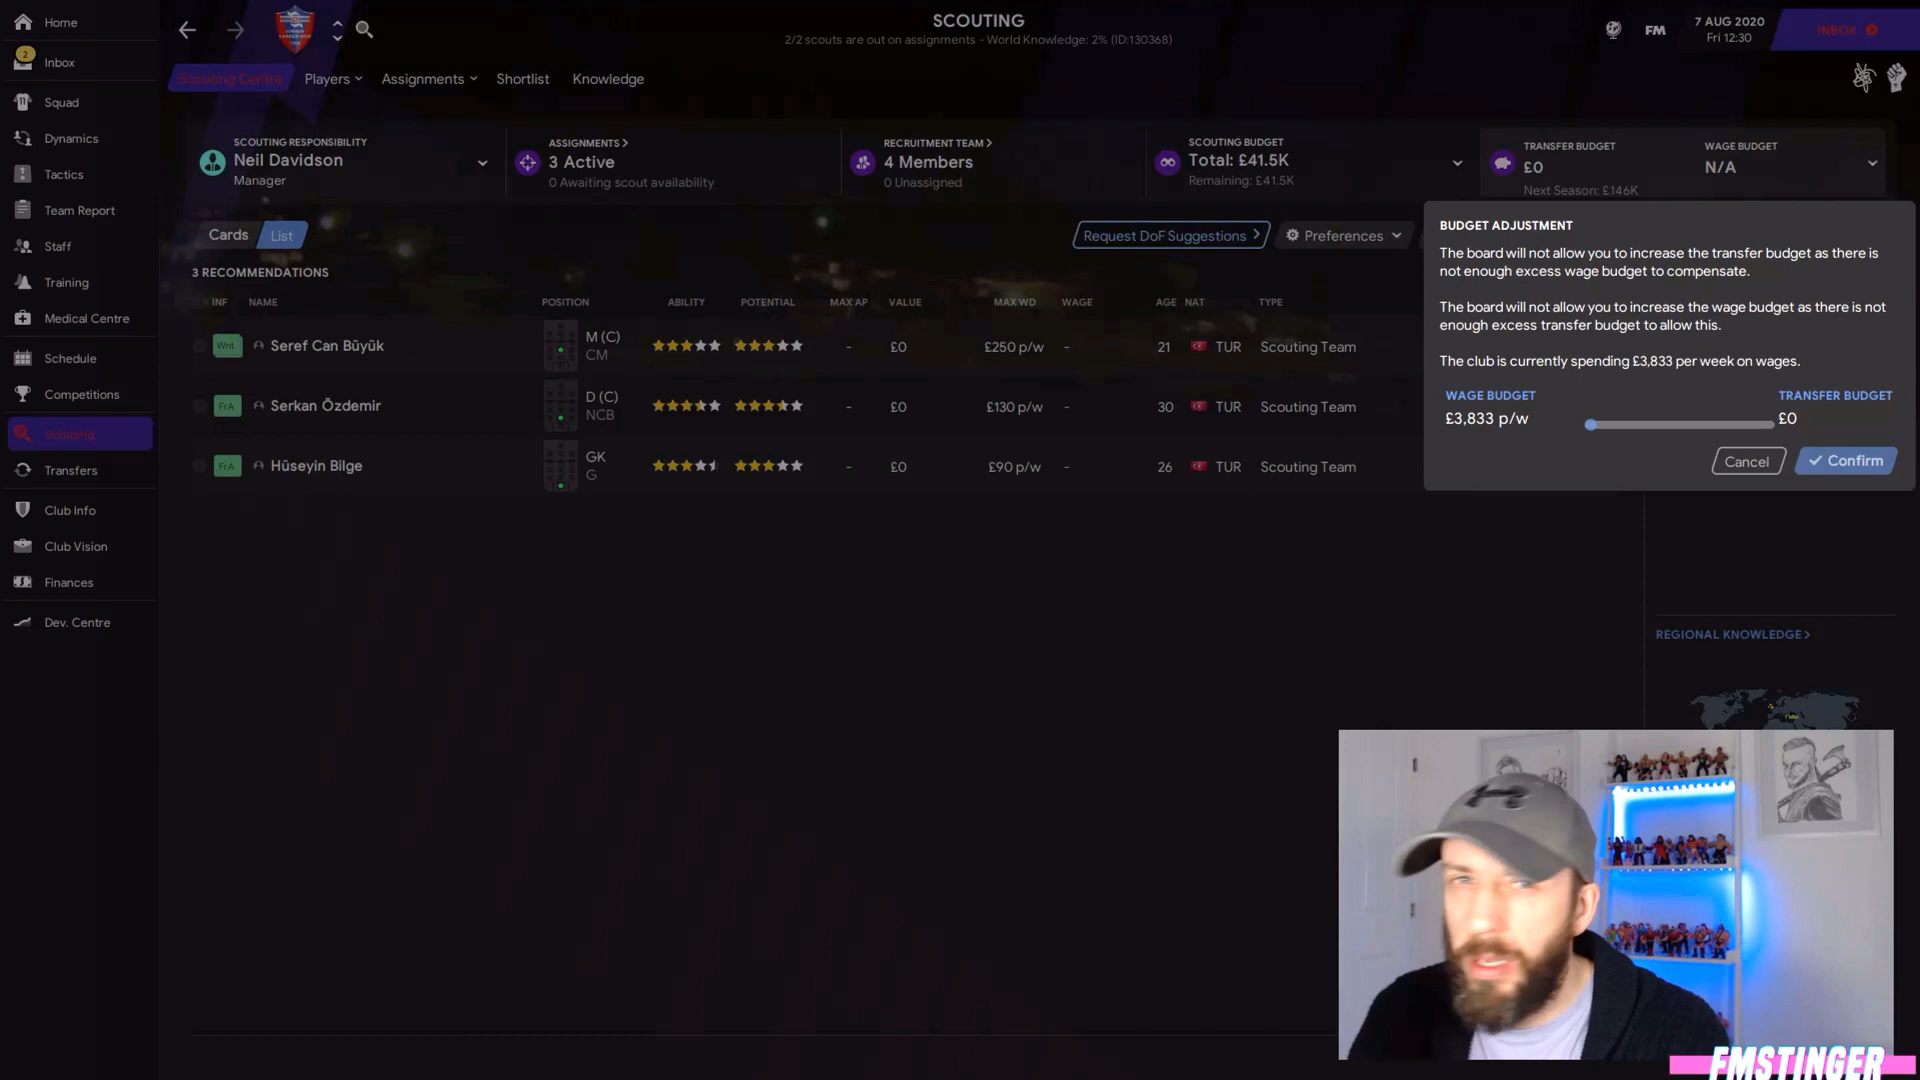 Home
SCOUTING
2/2 scouts are out on assignments - World Knowledge: 2% (ID:130368)
FM
7 AUG 2020
Fri 12:30
INBOX
2
Inbox
Squad
Dynamics
Tactics
Team Report
Staff
Training
Medical Centre
Schedule
Competitions
Scouting
Transfers
Club Info
Club Vision
Finances
Dev. Centre
Scouting Centre
Players
Assignments
Shortlist
Knowledge
SCOUTING RESPONSIBILITY
Neil Davidson
Manager
ASSIGNMENTS >
3 Active
0 Awaiting scout availability
RECRUITMENT TEAM >
4 Members
0 Unassigned
SCOUTING BUDGET
Total: £41.5K
Remaining: £41.5K
TRANSFER BUDGET
£0
Next Season: £146K
WAGE BUDGET
N/A
Cards
List
Request DoF Suggestions >
Preferences
3 RECOMMENDATIONS
INF NAME POSITION ABILITY POTENTIAL MAX AP VALUE MAX WD WAGE AGE NAT TYPE
Wnt Seref Can Büyük M (C) CM - £0 £250 p/w - 21 TUR Scouting Team
FrA Serkan Özdemir D (C) NCB - £0 £130 p/w - 30 TUR Scouting Team
FrA Hüseyin Bilge GK G - £0 £90 p/w - 26 TUR Scouting Team
BUDGET ADJUSTMENT
The board will not allow you to increase the transfer budget as there is
not enough excess wage budget to compensate.
The board will not allow you to increase the wage budget as there is not
enough excess transfer budget to allow this.
The club is currently spending £3,833 per week on wages.
WAGE BUDGET
£3,833 p/w
TRANSFER BUDGET
£0
Cancel
Confirm
REGIONAL KNOWLEDGE >
FMSTINGER